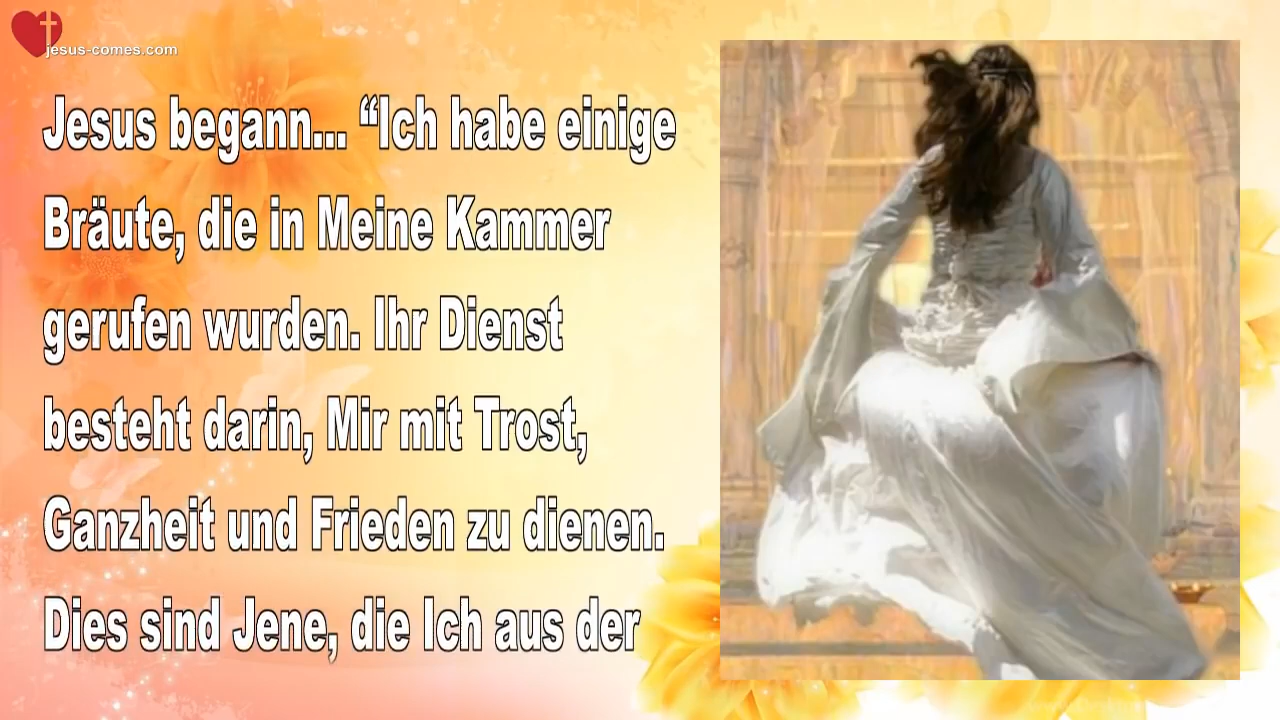 jesus-comes.com
Jesus begann... “Ich habe einige
Bräute, die in Meine Kammer
gerufen wurden. Ihr Dienst
besteht darin, Mir mit Trost,
Ganzheit und Frieden zu dienen.
Dies sind Jene, die Ich aus der